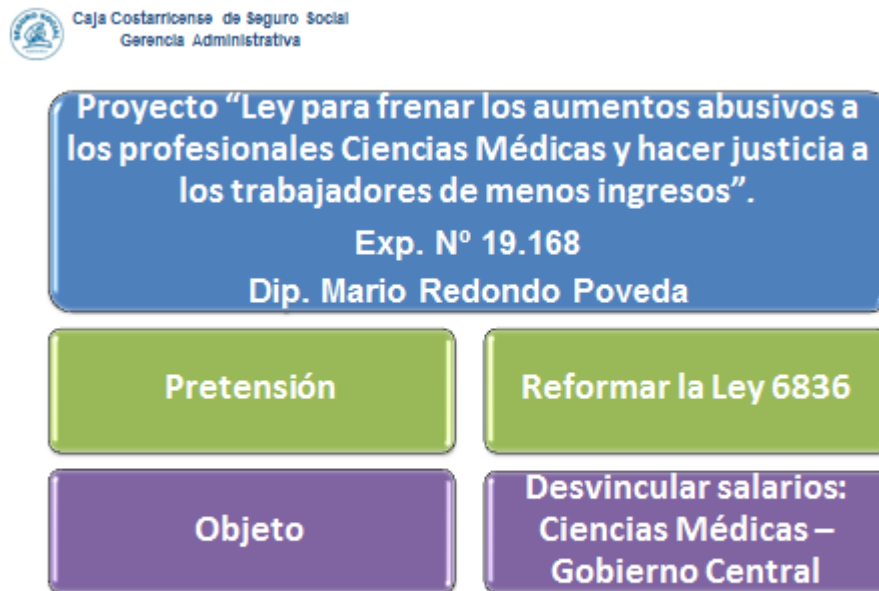 Caja Costarricense de Seguro Social
Gerencia Administrativa
Proyecto “Ley para frenar los aumentos abusivos a
los profesionales Ciencias Médicas y hacer justicia a
los trabajadores de menos ingresos”.
Exp. Nº 19.168
Dip. Mario Redondo Poveda
Pretensión
Reformar la Ley 6836
Objeto
Desvincular salarios:
Ciencias Médicas –
Gobierno Central